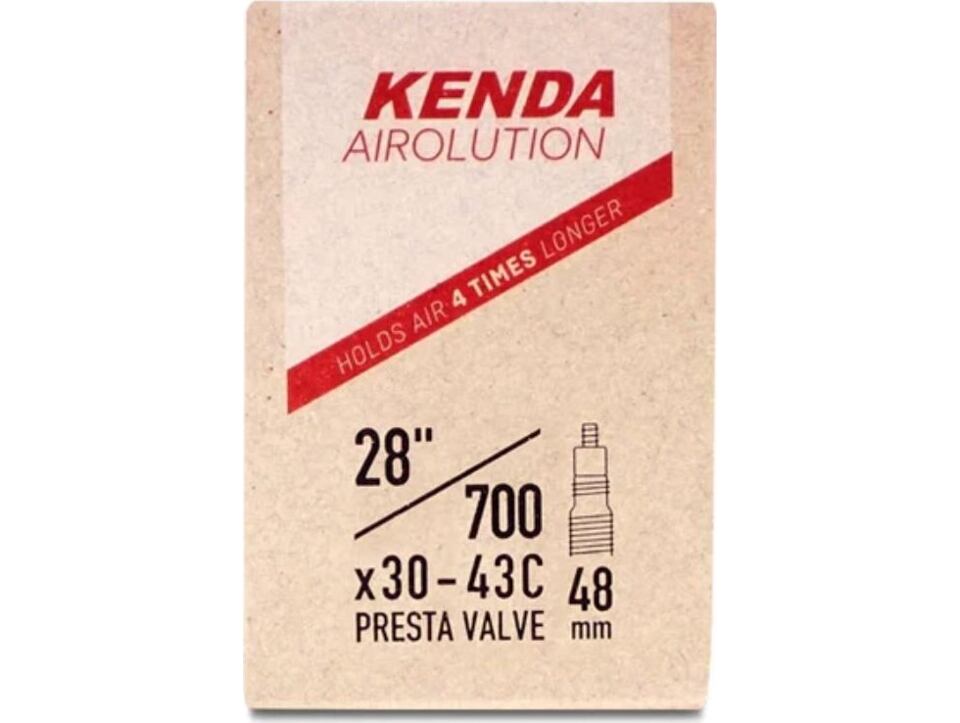 KENDA
AIROLUTION
HOLDS AIR 4 TIMES LONGER
28"
700
x30-43C
PRESTA VALVE
48
mm